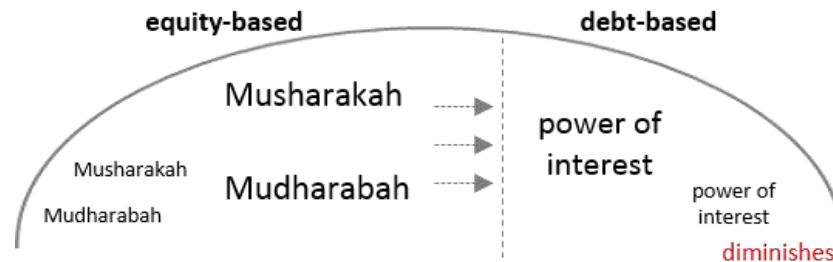 equity-based
debt-based
Musharakah
Mudharabah
Musharakah
Mudharabah
power of
interest
power of
interest
diminishes